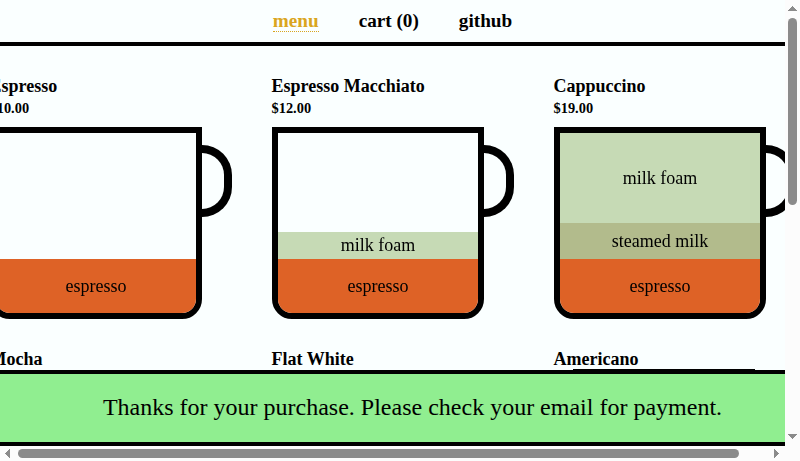 menu cart (0) github
Espresso Espresso Macchiato Cappuccino
$10.00 $12.00 $19.00
milk foam
milk foam steamed milk
espresso espresso espresso
Mocha Flat White Americano
Thanks for your purchase. Please check your email for payment.